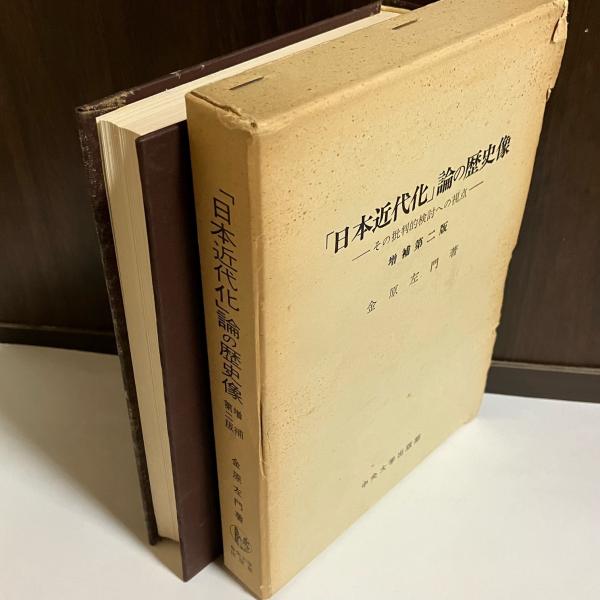 「日本近代化」論の歴史像
―その批判的検討への視点―
増補第二版
金原左門著
中央大学出版部
「日本近代化」論の歴史像
増補
第二版
金原左門著